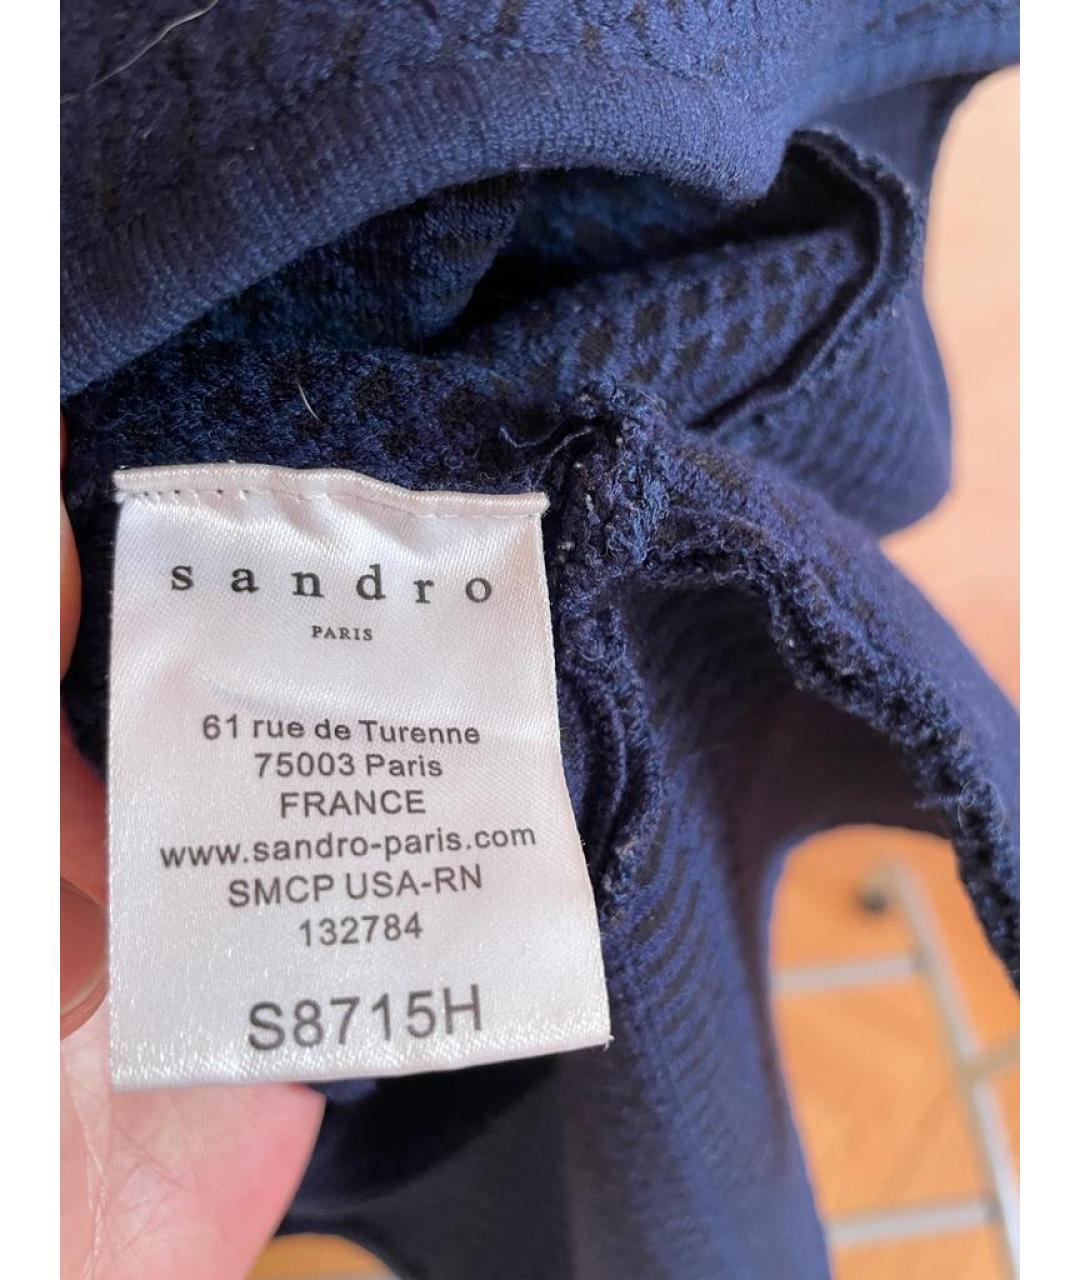 sandro
PARIS
61 rue de Turenne
75003 Paris
FRANCE
www.sandro-paris.com
SMCP USA-RN
132784
S8715H